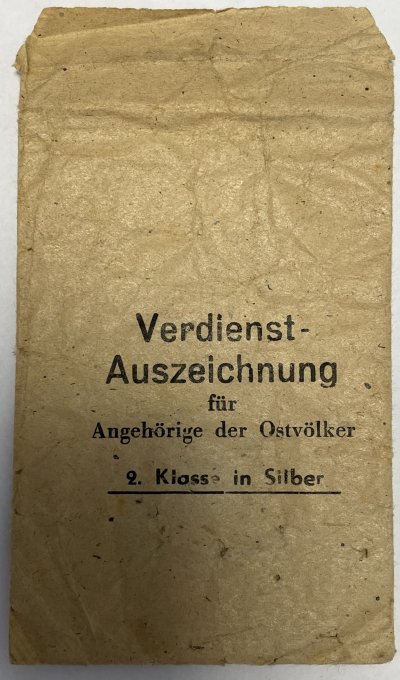 Verdienst-
Auszeichnung
für
Angehörige der Ostvölker
2. Klasse in Silber